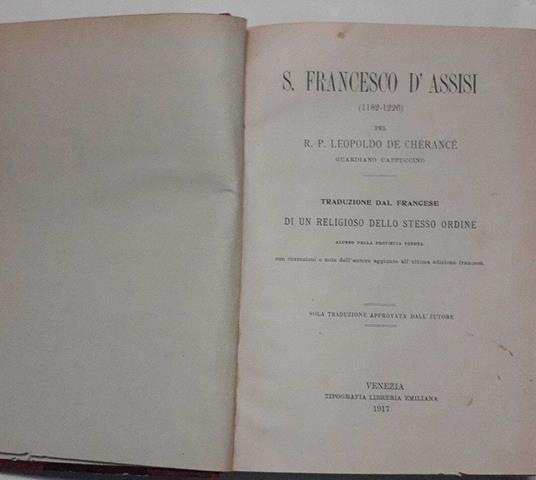 S. FRANCESCO D'ASSISI
(1182-1226)
PEL
R. P. LEOPOLDO DE CHÉRANCÉ
GUARDIANO CAPPUCCINO
TRADUZIONE DAL FRANCESE
DI UN RELIGIOSO DELLO STESSO ORDINE
ALUNNO DELLA PROVINCIA VENETA
con correzioni e note dall'autore aggiunte all'ultima edizione francese.
SOLA TRADUZIONE APPROVATA DALL'AUTORE
VENEZIA
TIPOGRAFIA LIBRERIA EMILIANA
1917